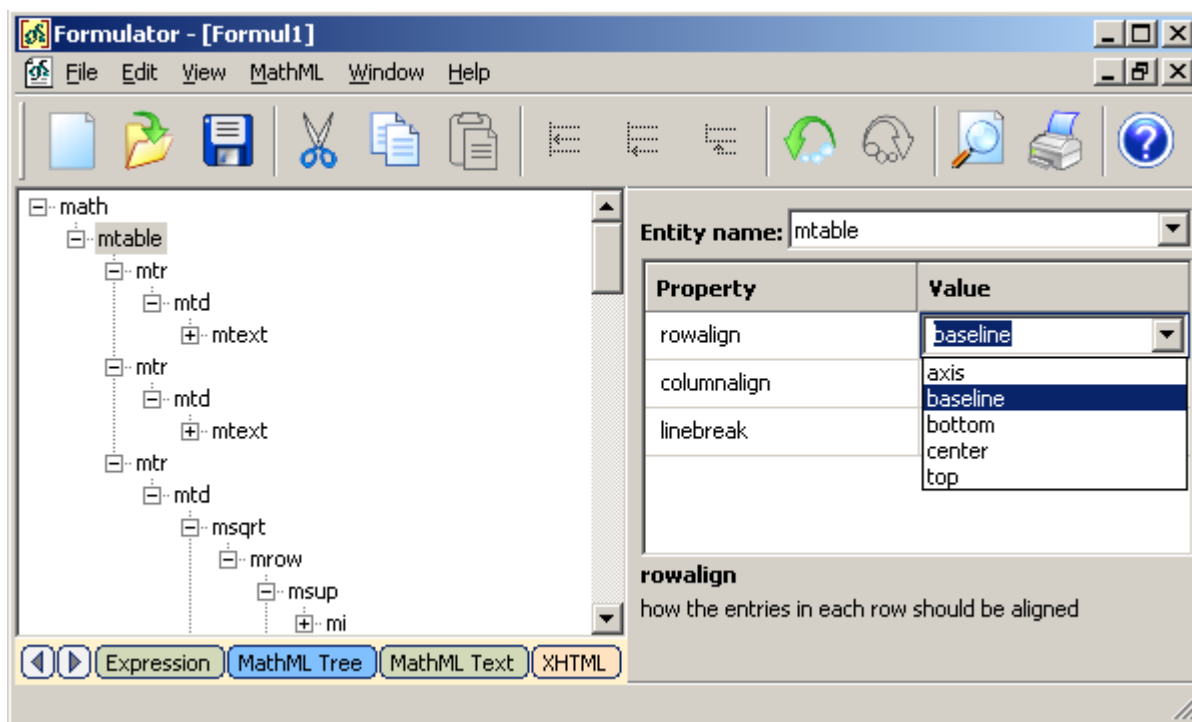 Formulator - [Formul1]
File Edit View MathML Window Help
math
mtable
mtr
mtd
mtext
mtr
mtd
mtext
mtr
mtd
msqrt
mrow
msup
mi
Expression MathML Tree MathML Text XHTML
Entity name: mtable
Property Value
rowalign baseline
columnalign
linebreak
axis
baseline
bottom
center
top
rowalign
how the entries in each row should be aligned